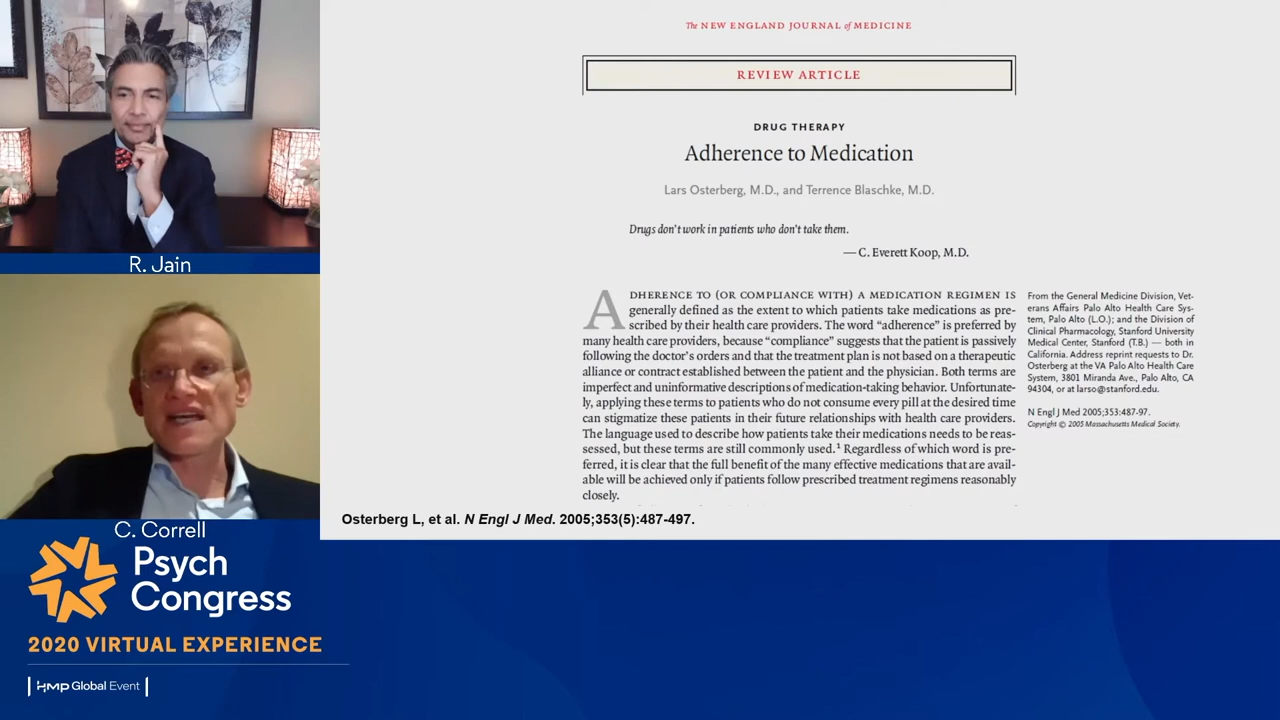 R. Jain
C. Correll
Psych
Congress
2020 VIRTUAL EXPERIENCE
HMP Global Event
The NEW ENGLAND JOURNAL of MEDICINE
REVIEW ARTICLE
DRUG THERAPY
Adherence to Medication
Lars Osterberg, M.D., and Terrence Blaschke, M.D.
Drugs don't work in patients who don't take them.
— C. Everett Koop, M.D.
ADHERENCE TO (OR COMPLIANCE WITH) A MEDICATION REGIMEN IS
generally defined as the extent to which patients take medications as pre-
scribed by their health care providers. The word “adherence” is preferred by
many health care providers, because “compliance” suggests that the patient is passively
following the doctor's orders and that the treatment plan is not based on a therapeutic
alliance or contract established between the patient and the physician. Both terms are
imperfect and uninformative descriptions of medication-taking behavior. Unfortunate-
ly, applying these terms to patients who do not consume every pill at the desired time
can stigmatize these patients in their future relationships with health care providers.
The language used to describe how patients take their medications needs to be reas-
sessed, but these terms are still commonly used.1 Regardless of which word is pre-
ferred, it is clear that the full benefit of the many effective medications that are avail-
able will be achieved only if patients follow prescribed treatment regimens reasonably
closely.
From the General Medicine Division, Vet-
erans Affairs Palo Alto Health Care Sys-
tem, Palo Alto (L.O.); and the Division of
Clinical Pharmacology, Stanford University
Medical Center, Stanford (T.B.) — both in
California. Address reprint requests to Dr.
Osterberg at the VA Palo Alto Health Care
System, 3801 Miranda Ave., Palo Alto, CA
94304, or at larso@stanford.edu.
N Engl J Med 2005;353:487-97.
Copyright © 2005 Massachusetts Medical Society.
Osterberg L, et al. N Engl J Med. 2005;353(5):487-497.